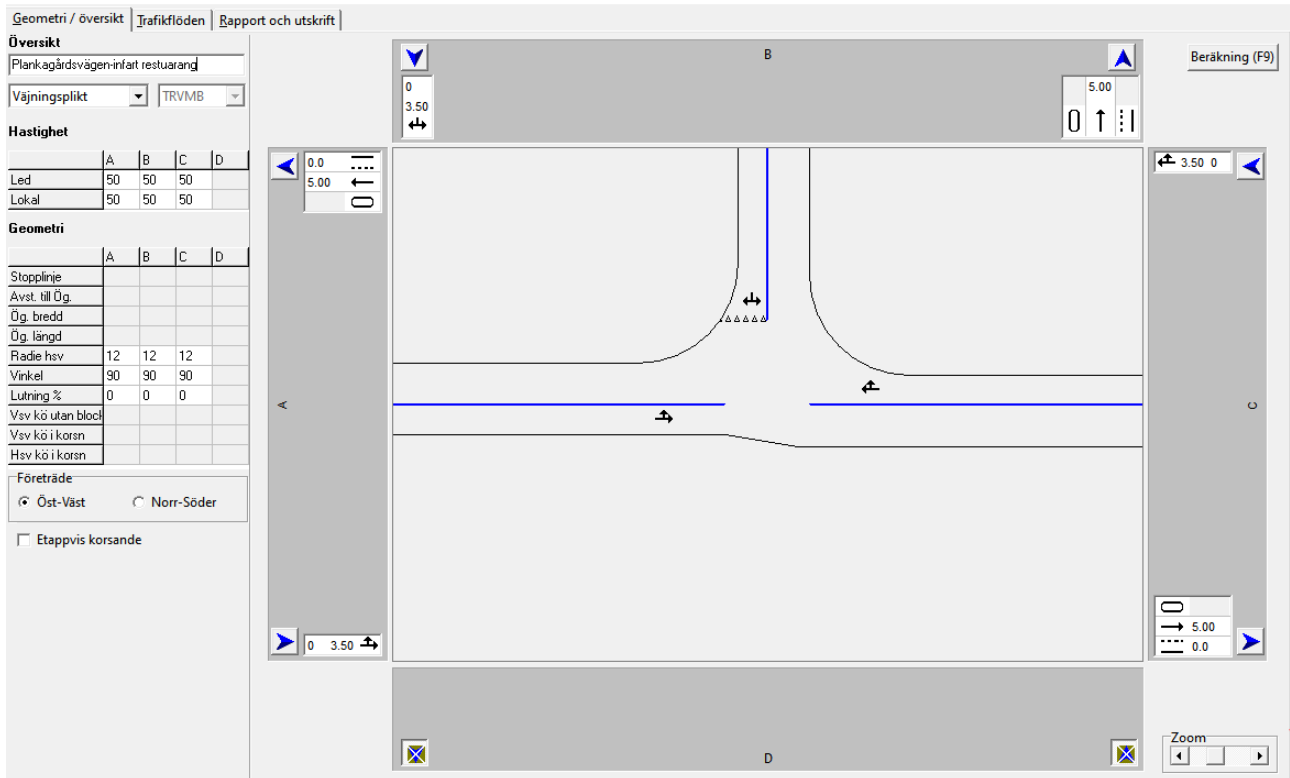 Geometri / översikt Trafikflöden Rapport och utskrift
Översikt
Plankagårdsvägen-infart restuarang
Väjningsplikt TRVMB
Hastighet
A B C D
Led 50 50 50
Lokal 50 50 50
Geometri
A B C D
Stopplinje
Avst. till Ög.
Ög. bredd
Ög. längd
Radie hsv 12 12 12
Vinkel 90 90 90
Lutning % 0 0 0
Vsv kö utan block
Vsv kö i korsn
Hsv kö i korsn
Företräde
Öst-Väst Norr-Söder
Etappvis korsande
B
0
3.50
5.00
Beräkning (F9)
0.0
5.00
A
0 3.50
3.50 0
C
5.00
0.0
D
Zoom